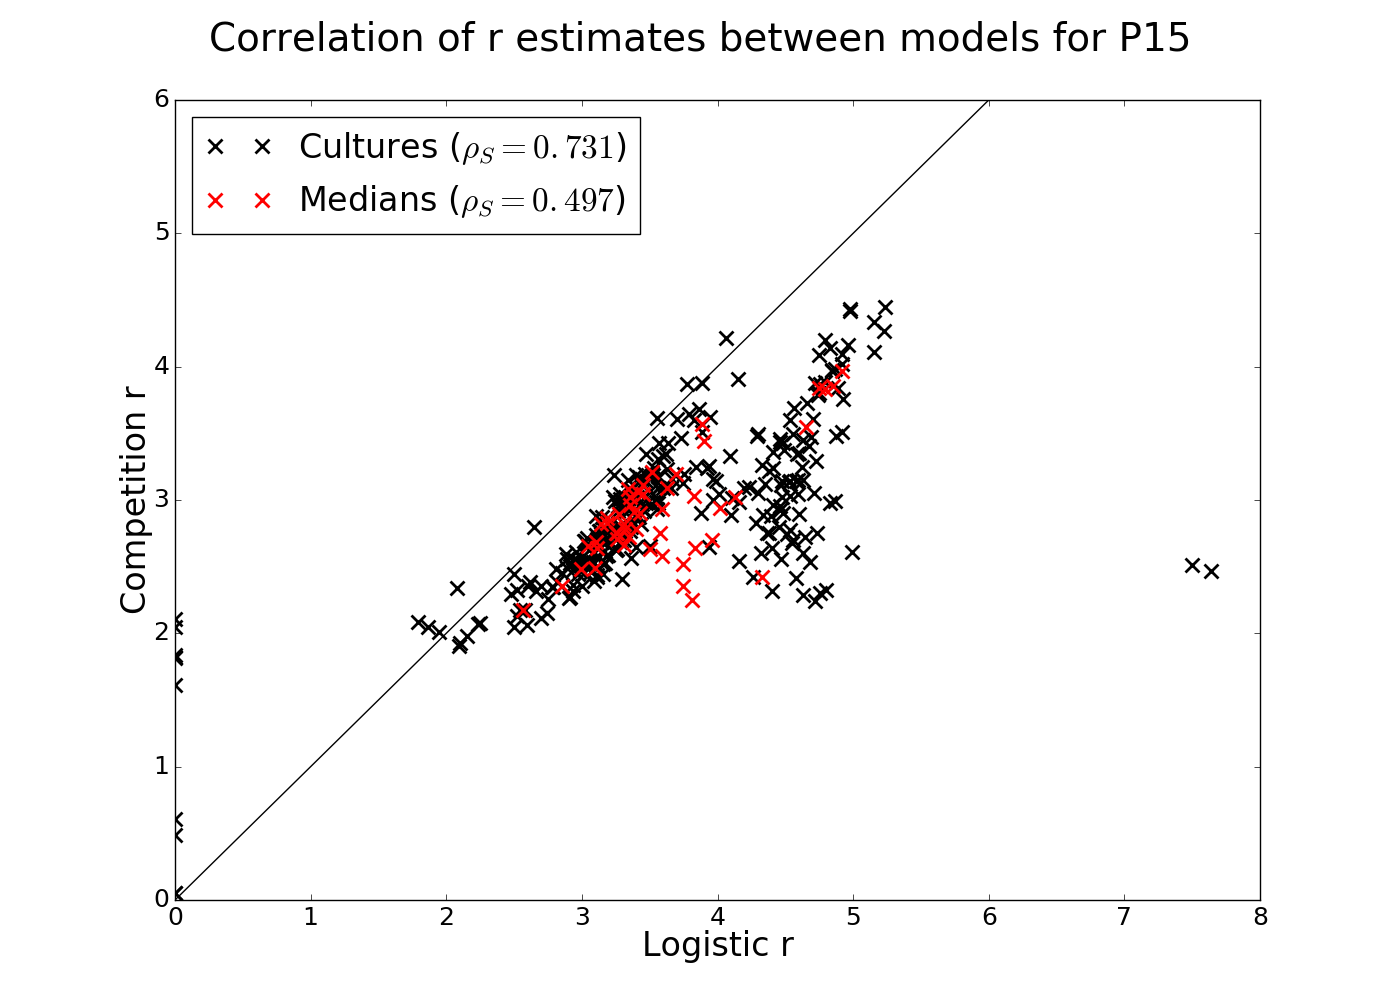 Correlation of r estimates between models for P15
6
Cultures (ρS = 0.731)
Medians (ρS = 0.497)
5
4
3
2
1
0
Competition r
0 1 2 3 4 5 6 7 8
Logistic r